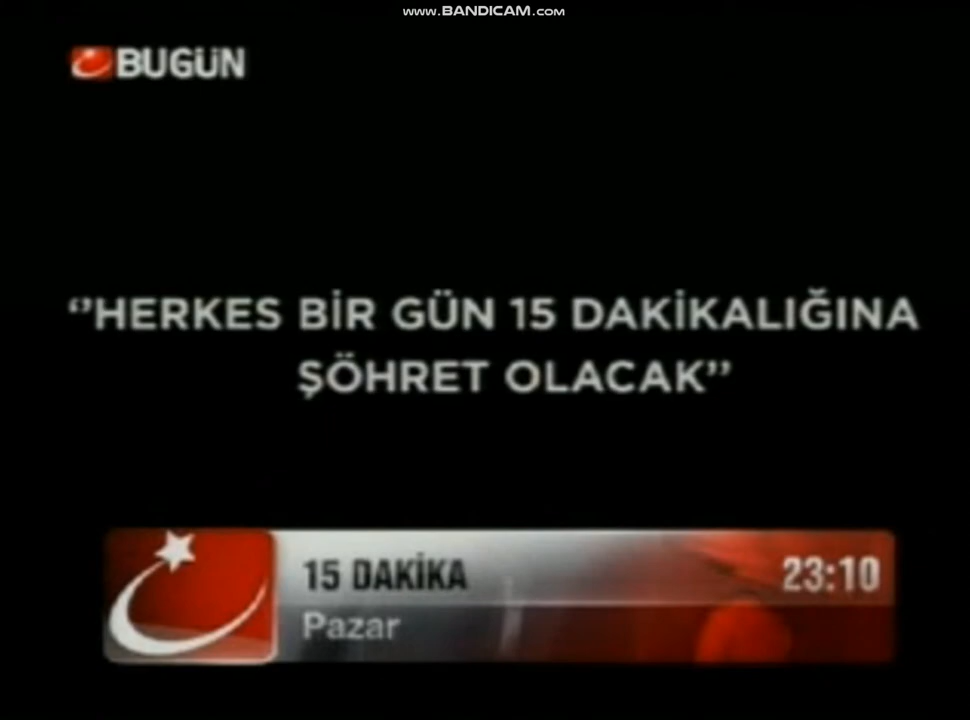 www.BANDICAM.com
BUGÜN
‘’HERKES BİR GÜN 15 DAKİKALIĞINA
ŞÖHRET OLACAK’’
15 DAKİKA 23:10
Pazar